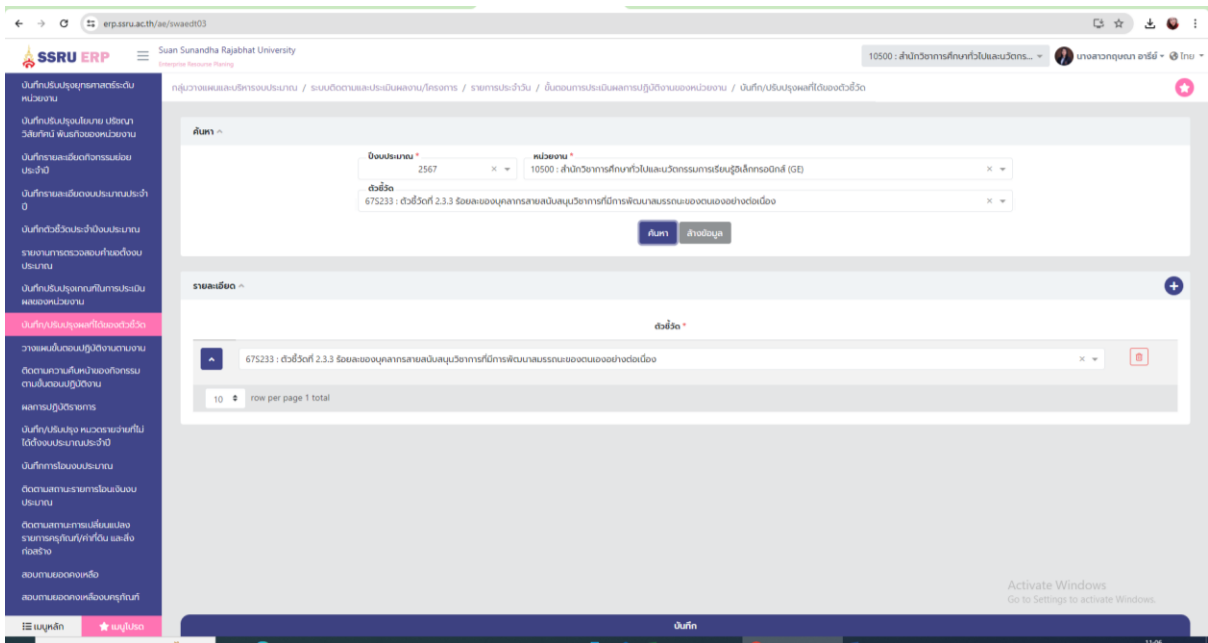 erp.ssru.ac.th/ae/swaedt03
SSRU ERP
Suan Sunandha Rajabhat University
Enterprise Resource Planing
10500 : สำนักวิชาการศึกษาทั่วไปและนวัตกร...
นางสาวกฤษณา อารีย์
ไทย
กลุ่มวางแผนและบริหารงบประมาณ / ระบบติดตามและประเมินผลงาน/โครงการ / รายการประจำวัน / ขั้นตอนการประเมินผลการปฏิบัติงานของหน่วยงาน / บันทึก/ปรับปรุงผลที่ได้ของตัวชี้วัด
บันทึกปรับปรุงยุทธศาสตร์ระดับ
หน่วยงาน
บันทึกปรับปรุงนโยบาย ปรัชญา
วิสัยทัศน์ พันธกิจของหน่วยงาน
บันทึกรายละเอียดกิจกรรมย่อย
ประจำปี
บันทึกรายละเอียดงบประมาณประจำ
ปี
บันทึกตัวชี้วัดประจำปีงบประมาณ
รายงานการตรวจสอบคำขอตั้งงบ
ประมาณ
บันทึกปรับปรุงเกณฑ์ในการประเมิน
ผลของหน่วยงาน
บันทึก/ปรับปรุงผลที่ได้ของตัวชี้วัด
วางแผนขั้นตอนปฏิบัติงานตามงาน
ติดตามความคืบหน้าของกิจกรรม
ตามขั้นตอนปฏิบัติงาน
ผลการปฏิบัติราชการ
บันทึก/ปรับปรุง หมวดรายจ่ายที่ไม่
ได้ตั้งงบประมาณประจำปี
บันทึกการโอนงบประมาณ
ติดตามสถานะรายการโอนเงินงบ
ประมาณ
ติดตามสถานะการเปลี่ยนแปลง
รายการครุภัณฑ์/ค่าที่ดิน และสิ่ง
ก่อสร้าง
สอบถามยอดคงเหลือ
สอบถามยอดคงเหลืองบครุภัณฑ์
เมนูหลัก
เมนูโปรด
ค้นหา
ปีงบประมาณ *
2567
หน่วยงาน *
10500 : สำนักวิชาการศึกษาทั่วไปและนวัตกรรมการเรียนรู้อิเล็กทรอนิกส์ (GE)
ตัวชี้วัด
67S233 : ตัวชี้วัดที่ 2.3.3 ร้อยละของบุคลากรสายสนับสนุนวิชาการที่มีการพัฒนาสมรรถนะของตนเองอย่างต่อเนื่อง
ค้นหา
ล้างข้อมูล
รายละเอียด
ตัวชี้วัด *
67S233 : ตัวชี้วัดที่ 2.3.3 ร้อยละของบุคลากรสายสนับสนุนวิชาการที่มีการพัฒนาสมรรถนะของตนเองอย่างต่อเนื่อง
10 row per page 1 total
Activate Windows
Go to Settings to activate Windows.
บันทึก